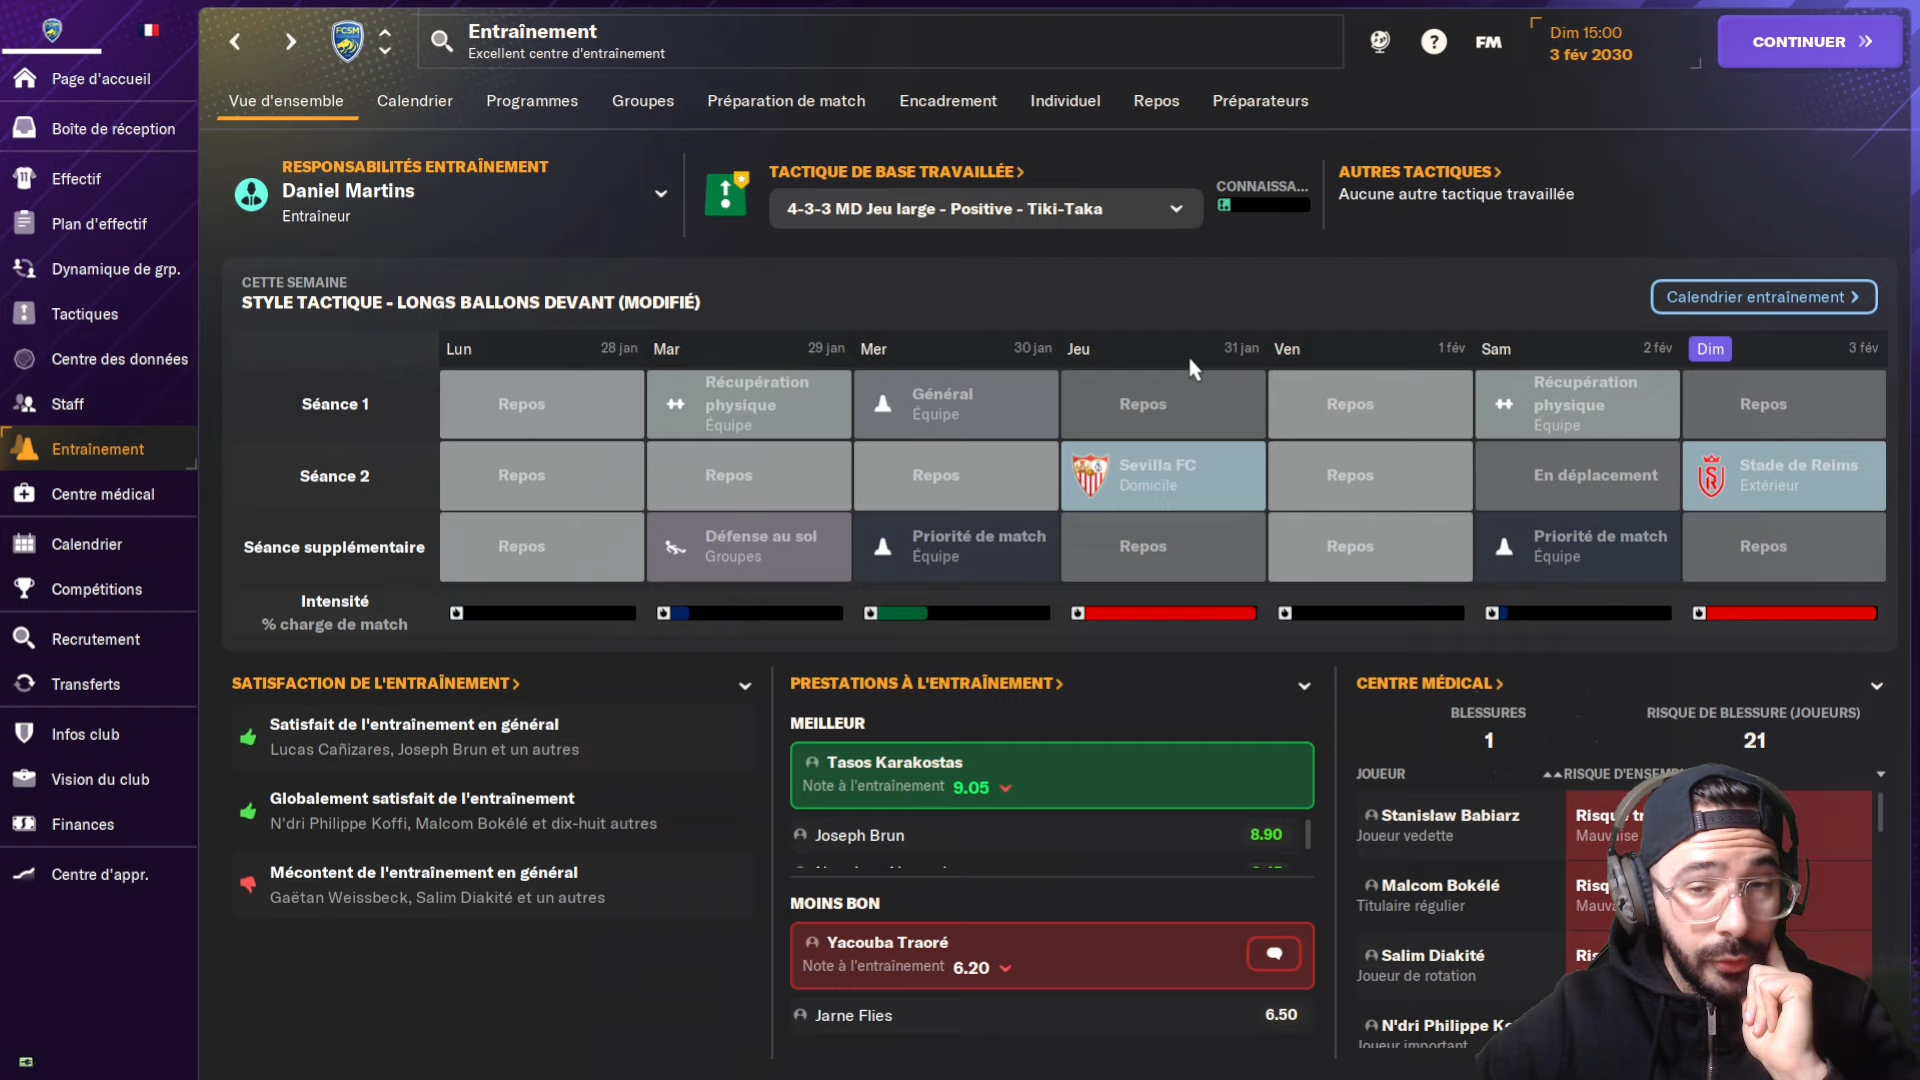 Entraînement
Excellent centre d'entraînement
FM
Dim 15:00
3 fév 2030
CONTINUER
Page d'accueil
Boîte de réception
Effectif
Plan d'effectif
Dynamique de grp.
Tactiques
Centre des données
Staff
Entraînement
Centre médical
Calendrier
Compétitions
Recrutement
Transferts
Infos club
Vision du club
Finances
Centre d'appr.
Vue d'ensemble
Calendrier
Programmes
Groupes
Préparation de match
Encadrement
Individuel
Repos
Préparateurs
RESPONSABILITÉS ENTRAÎNEMENT
Daniel Martins
Entraîneur
TACTIQUE DE BASE TRAVAILLÉE
4-3-3 MD Jeu large - Positive - Tiki-Taka
CONNAISSA...
AUTRES TACTIQUES
Aucune autre tactique travaillée
CETTE SEMAINE
STYLE TACTIQUE - LONGS BALLONS DEVANT (MODIFIÉ)
Calendrier entraînement
Lun 28 jan Mar 29 jan Mer 30 jan Jeu 31 jan Ven 1 fév Sam 2 fév Dim 3 fév
Séance 1
Repos
Récupération physique
Équipe
Général
Équipe
Repos
Repos
Récupération physique
Équipe
Repos
Séance 2
Repos
Repos
Repos
Sevilla FC
Domicile
Repos
En déplacement
Stade de Reims
Extérieur
Séance supplémentaire
Repos
Défense au sol
Groupes
Priorité de match
Équipe
Repos
Repos
Priorité de match
Équipe
Repos
Intensité
% charge de match
SATISFACTION DE L'ENTRAÎNEMENT
Satisfait de l'entraînement en général
Lucas Cañizares, Joseph Brun et un autres
Globalement satisfait de l'entraînement
N'dri Philippe Koffi, Malcom Bokélé et dix-huit autres
Mécontent de l'entraînement en général
Gaëtan Weissbeck, Salim Diakité et un autres
PRESTATIONS À L'ENTRAÎNEMENT
MEILLEUR
Tasos Karakostas
Note à l'entraînement 9.05
Joseph Brun 8.90
MOINS BON
Yacouba Traoré
Note à l'entraînement 6.20
Jarne Flies 6.50
CENTRE MÉDICAL
BLESSURES
1
RISQUE DE BLESSURE (JOUEURS)
21
JOUEUR
RISQUE D'ENSEM
Stanislaw Babiarz
Joueur vedette
Malcom Bokélé
Titulaire régulier
Salim Diakité
Joueur de rotation
N'dri Philippe
Joueur important